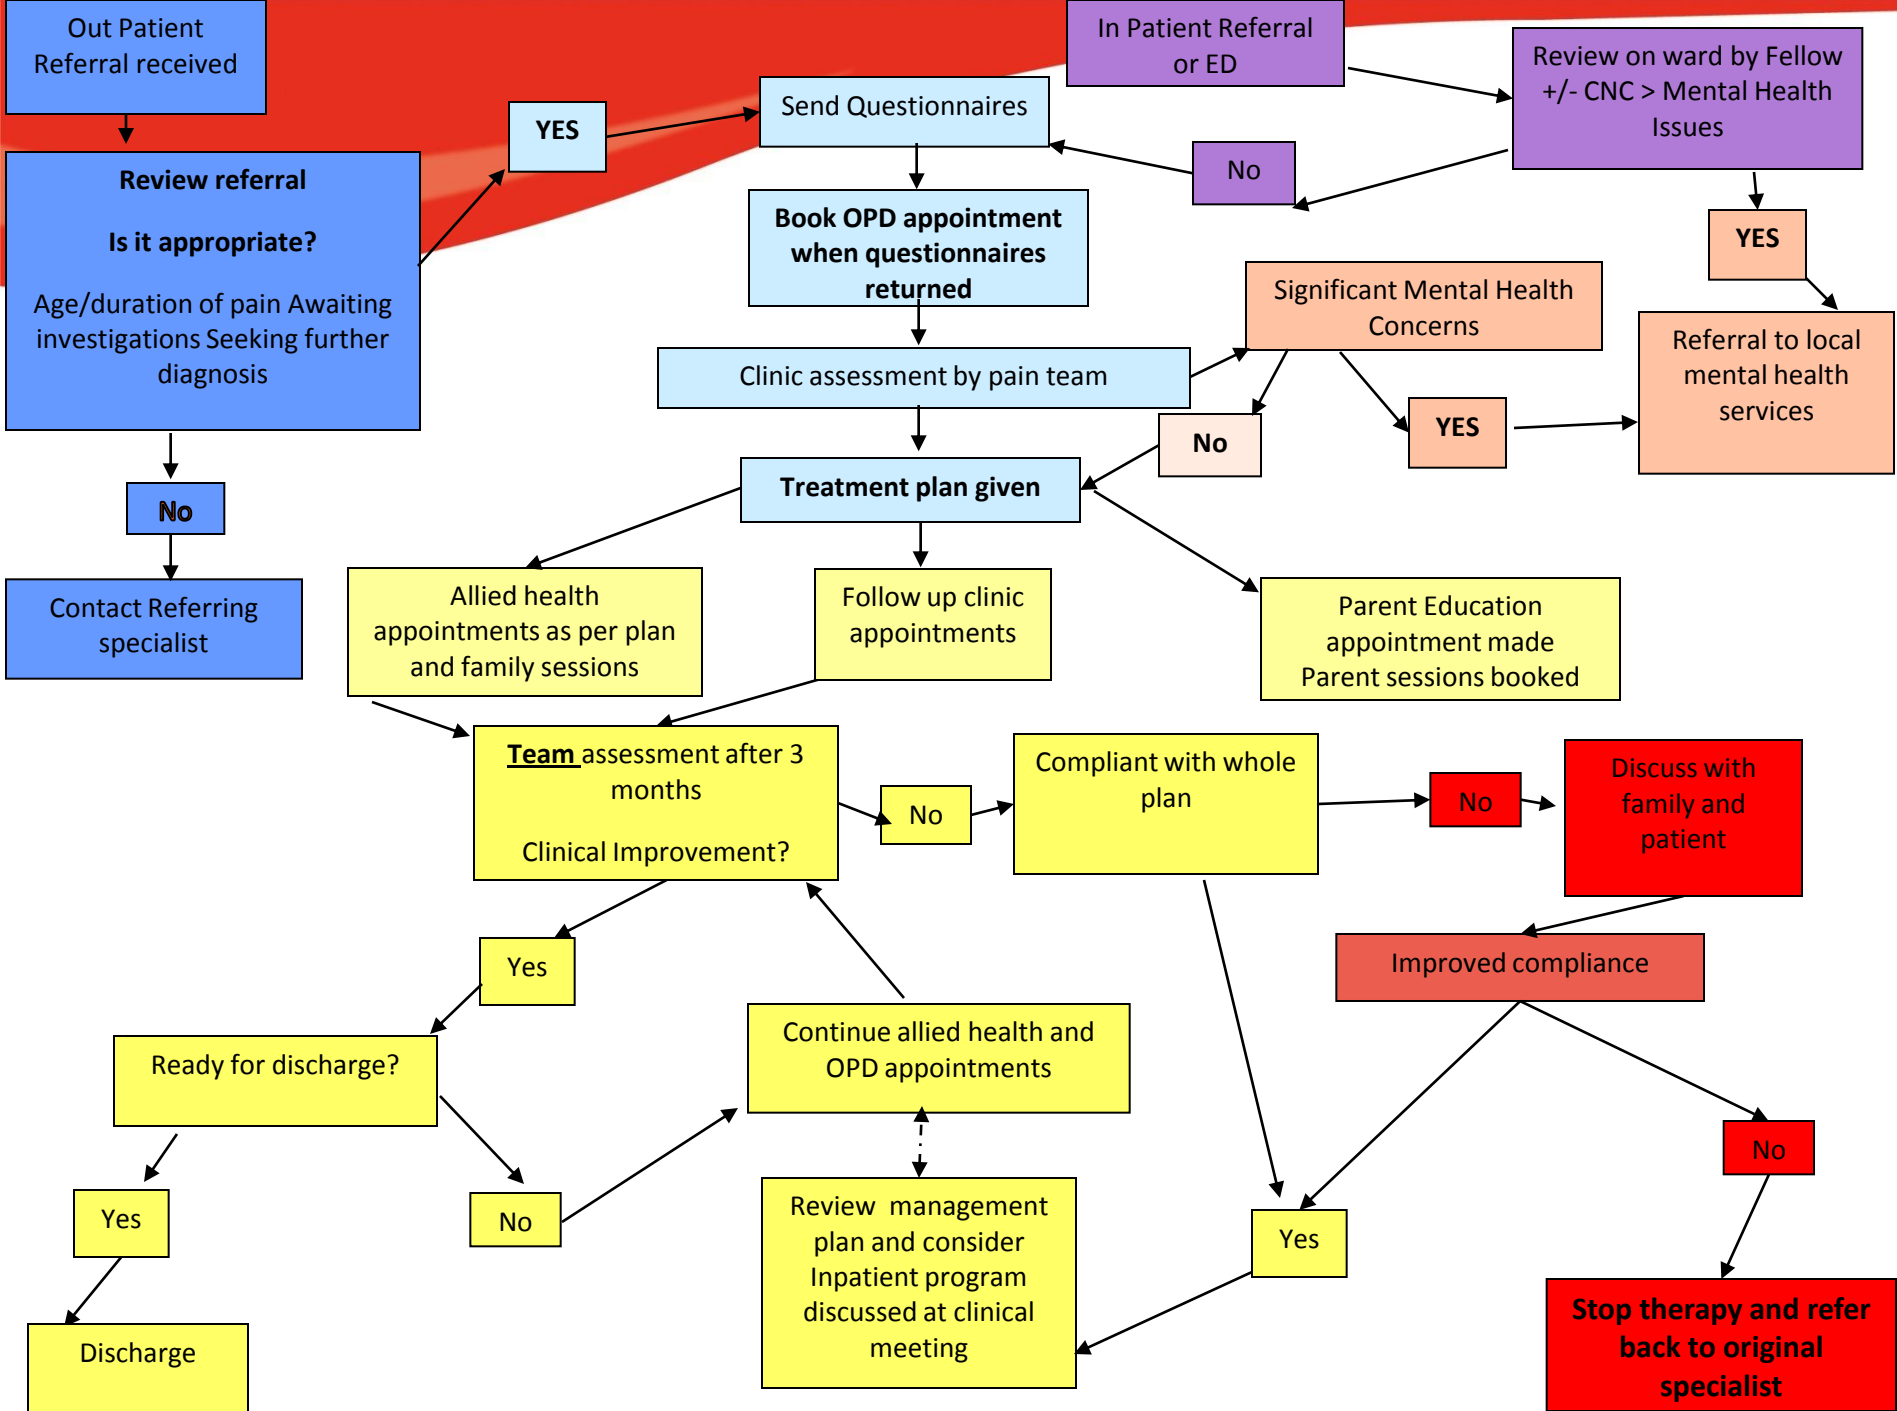 Out Patient
Referral received
In Patient Referral
or ED
Review on ward by Fellow
+/- CNC > Mental Health
Issues
YES
Send Questionnaires
No
Review referral
Is it appropriate?
Age/duration of pain Awaiting
investigations Seeking further
diagnosis
Book OPD appointment
when questionnaires
returned
YES
Significant Mental Health
Concerns
Referral to local
mental health
services
Clinic assessment by pain team
No
YES
Treatment plan given
No
Contact Referring
specialist
Allied health
appointments as per plan
and family sessions
Follow up clinic
appointments
Parent Education
appointment made
Parent sessions booked
Team assessment after 3
months
Clinical Improvement?
No
Compliant with whole
plan
No
Discuss with
family and
patient
Yes
Improved compliance
Ready for discharge?
Continue allied health and
OPD appointments
No
Yes
No
Review management
plan and consider
Inpatient program
discussed at clinical
meeting
Yes
Discharge
Stop therapy and refer
back to original
specialist